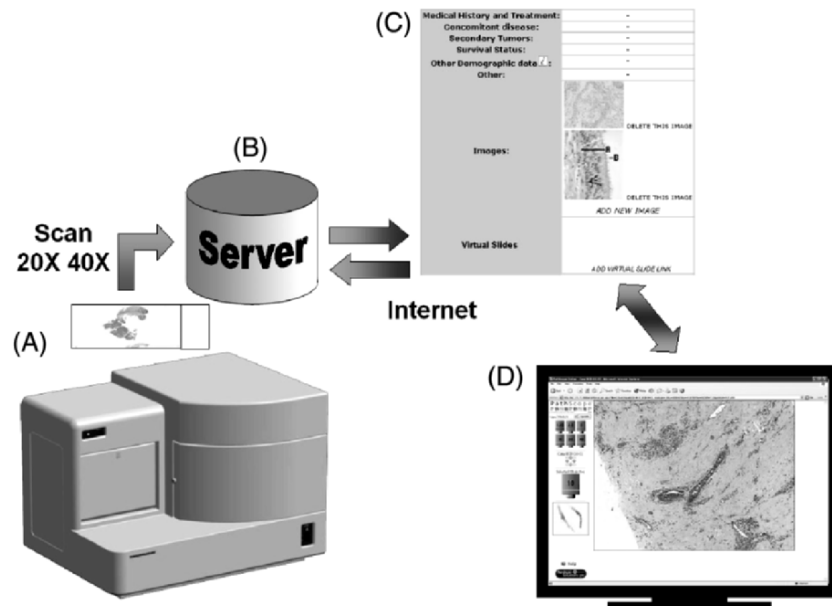 (C)
Medical History and Treatment: -
Concomitant disease: -
Secondary Tumors: -
Survival Status: -
Other Demographic data : -
Other: -
DELETE THIS IMAGE
Images:
DELETE THIS IMAGE
ADD NEW IMAGE
Virtual Slides
ADD VIRTUAL SLIDE LINK
(B)
Server
Scan
20X 40X
Internet
(A)
(D)